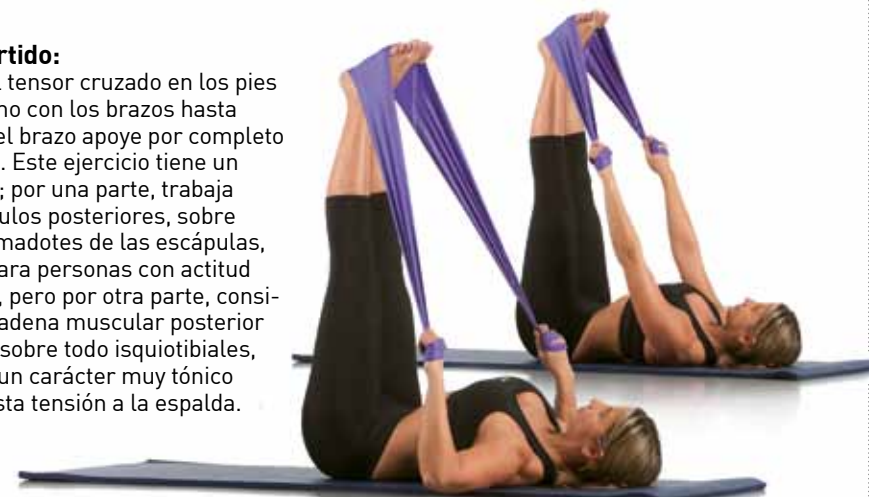 rtido:
l tensor cruzado en los pies
no con los brazos hasta
el brazo apoye por completo
. Este ejercicio tiene un
; por una parte, trabaja
ulos posteriores, sobre
madotes de las escápulas,
ara personas con actitud
, pero por otra parte, consi-
adena muscular posterior
sobre todo isquiotibiales,
un carácter muy tónico
sta tensión a la espalda.